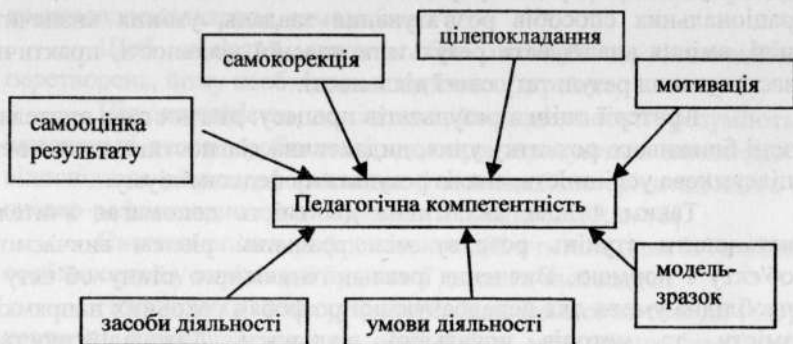 цілепокладання
самокорекція
мотивація
самооцінка
результату
Педагогічна компетентність
модель-
зразок
засоби діяльності
умови діяльності